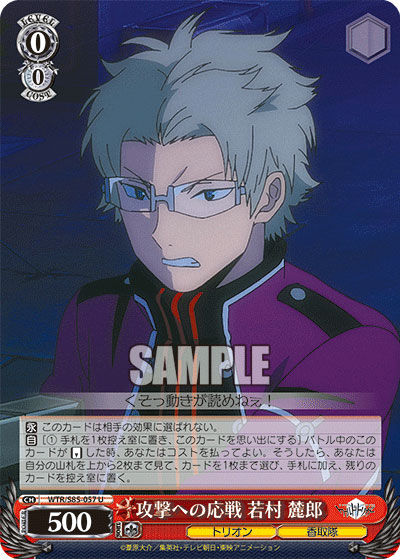 LEVEL
0
0
COST
SAMPLE
くそっ動きが読めねぇ!
永 このカードは相手の効果に選ばれない。
自 [① 手札を1枚控え室に置き、このカードを思い出にする] バトル中のこのカードが【】した時、あなたはコストを払ってよい。そうしたら、あなたは
自分の山札を上から2枚まで見て、カードを1枚まで選び、手札に加え、残りの
カードを控え室に置く。
CH WTR/S85-057 U
500
攻撃への応戦 若村 麓郎
トリオン
香取隊
©葦原大介/集英社・テレビ朝日・東映アニメーション